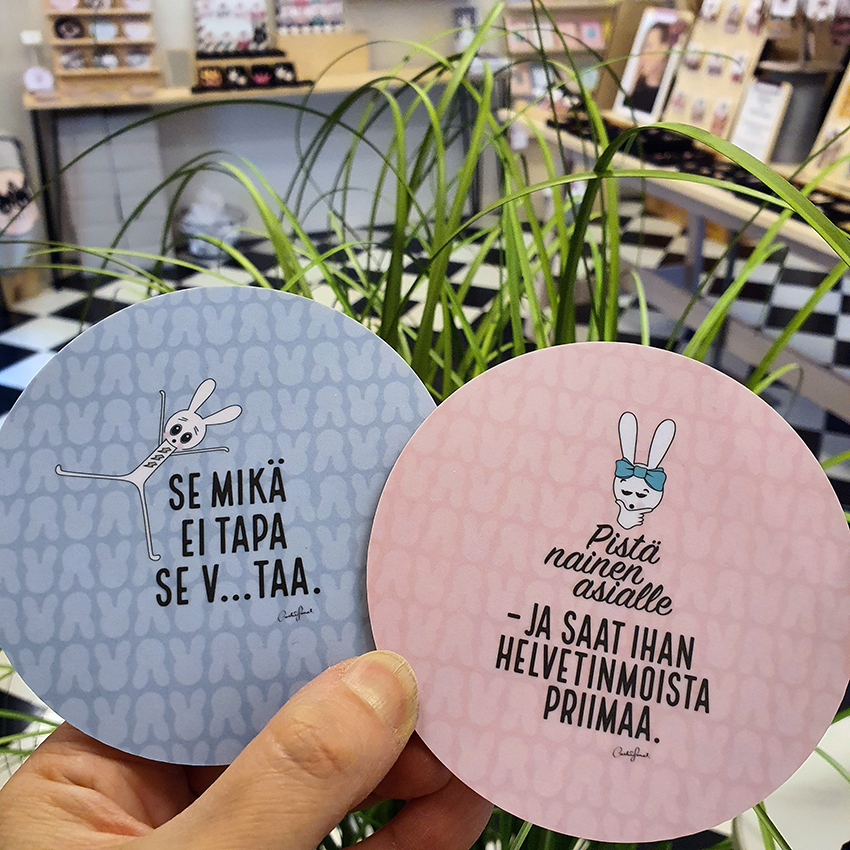 SE MIKÄ
EI TAPA
SE V...TAA.
Pistä
nainen
asialle
- JA SAAT IHAN
HELVETINMOISTA
PRIIMAA.